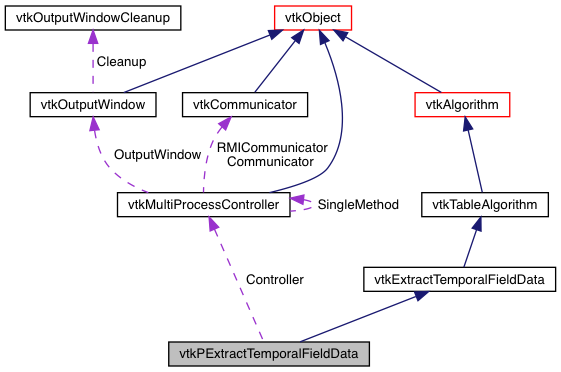 vtkOutputWindowCleanup
vtkObject
Cleanup
vtkOutputWindow
vtkCommunicator
vtkAlgorithm
OutputWindow
RMICommunicator
Communicator
vtkMultiProcessController
SingleMethod
vtkTableAlgorithm
Controller
vtkExtractTemporalFieldData
vtkPExtractTemporalFieldData